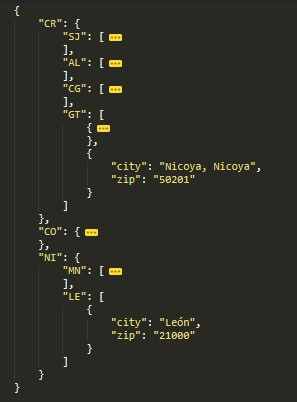 {
"CR": {
"SJ": [ •••
],
"AL": [ •••
],
"CG": [ •••
],
"GT": [
{ •••
},
{
"city": "Nicoya, Nicoya",
"zip": "50201"
}
]
},
"CO": { •••
},
"NI": {
"MN": [ •••
],
"LE": [
{
"city": "León",
"zip": "21000"
}
]
}
}